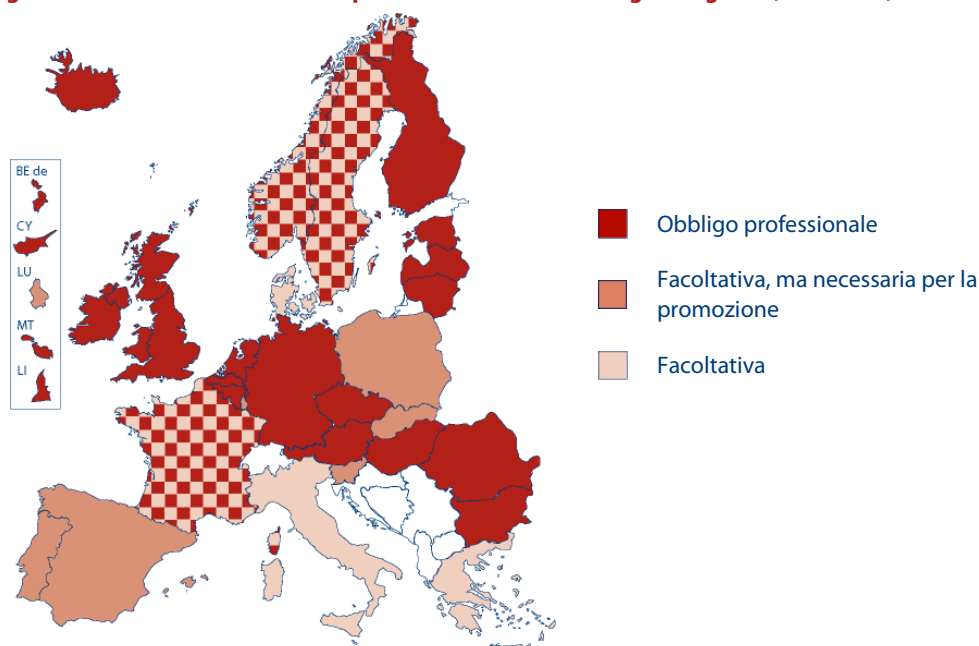 BE de
CY
LU
MT
LI
Obbligo professionale
Facoltativa, ma necessaria per la
promozione
Facoltativa